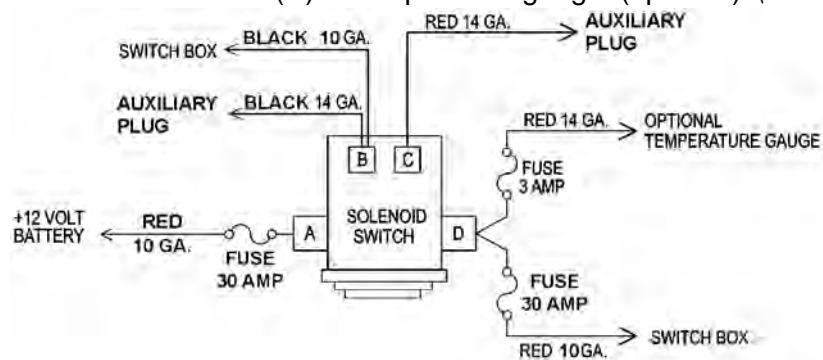 RED 14 GA.
AUXILIARY
PLUG
BLACK 10 GA.
SWITCH BOX
AUXILIARY
PLUG
BLACK 14 GA.
RED 14 GA.
OPTIONAL
TEMPERATURE GAUGE
B
C
FUSE
3 AMP
+12 VOLT
BATTERY
RED
10 GA.
FUSE
30 AMP
A
SOLENOID
SWITCH
D
FUSE
30 AMP
RED 10 GA.
SWITCH BOX